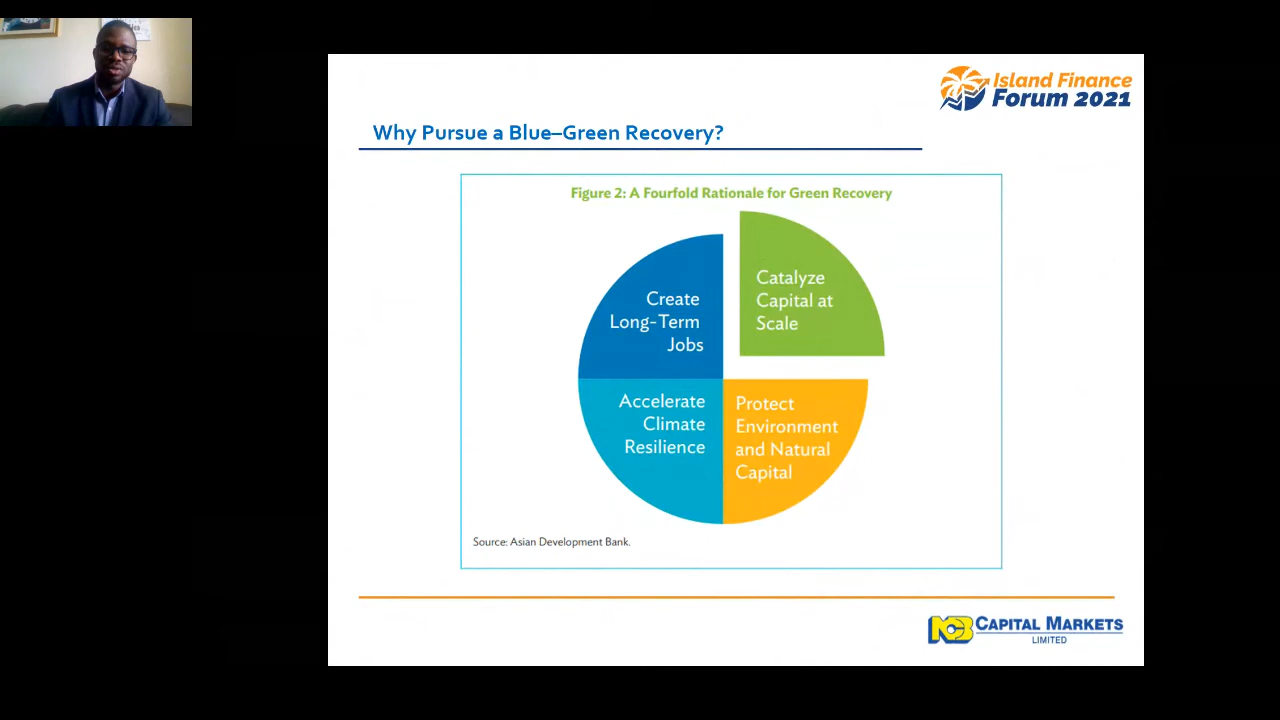 Island Finance
Forum 2021
Why Pursue a Blue–Green Recovery?
Figure 2: A Fourfold Rationale for Green Recovery
Create
Long-Term
Jobs
Catalyze
Capital at
Scale
Accelerate
Climate
Resilience
Protect
Environment
and Natural
Capital
Source: Asian Development Bank.
NCB CAPITAL MARKETS
LIMITED